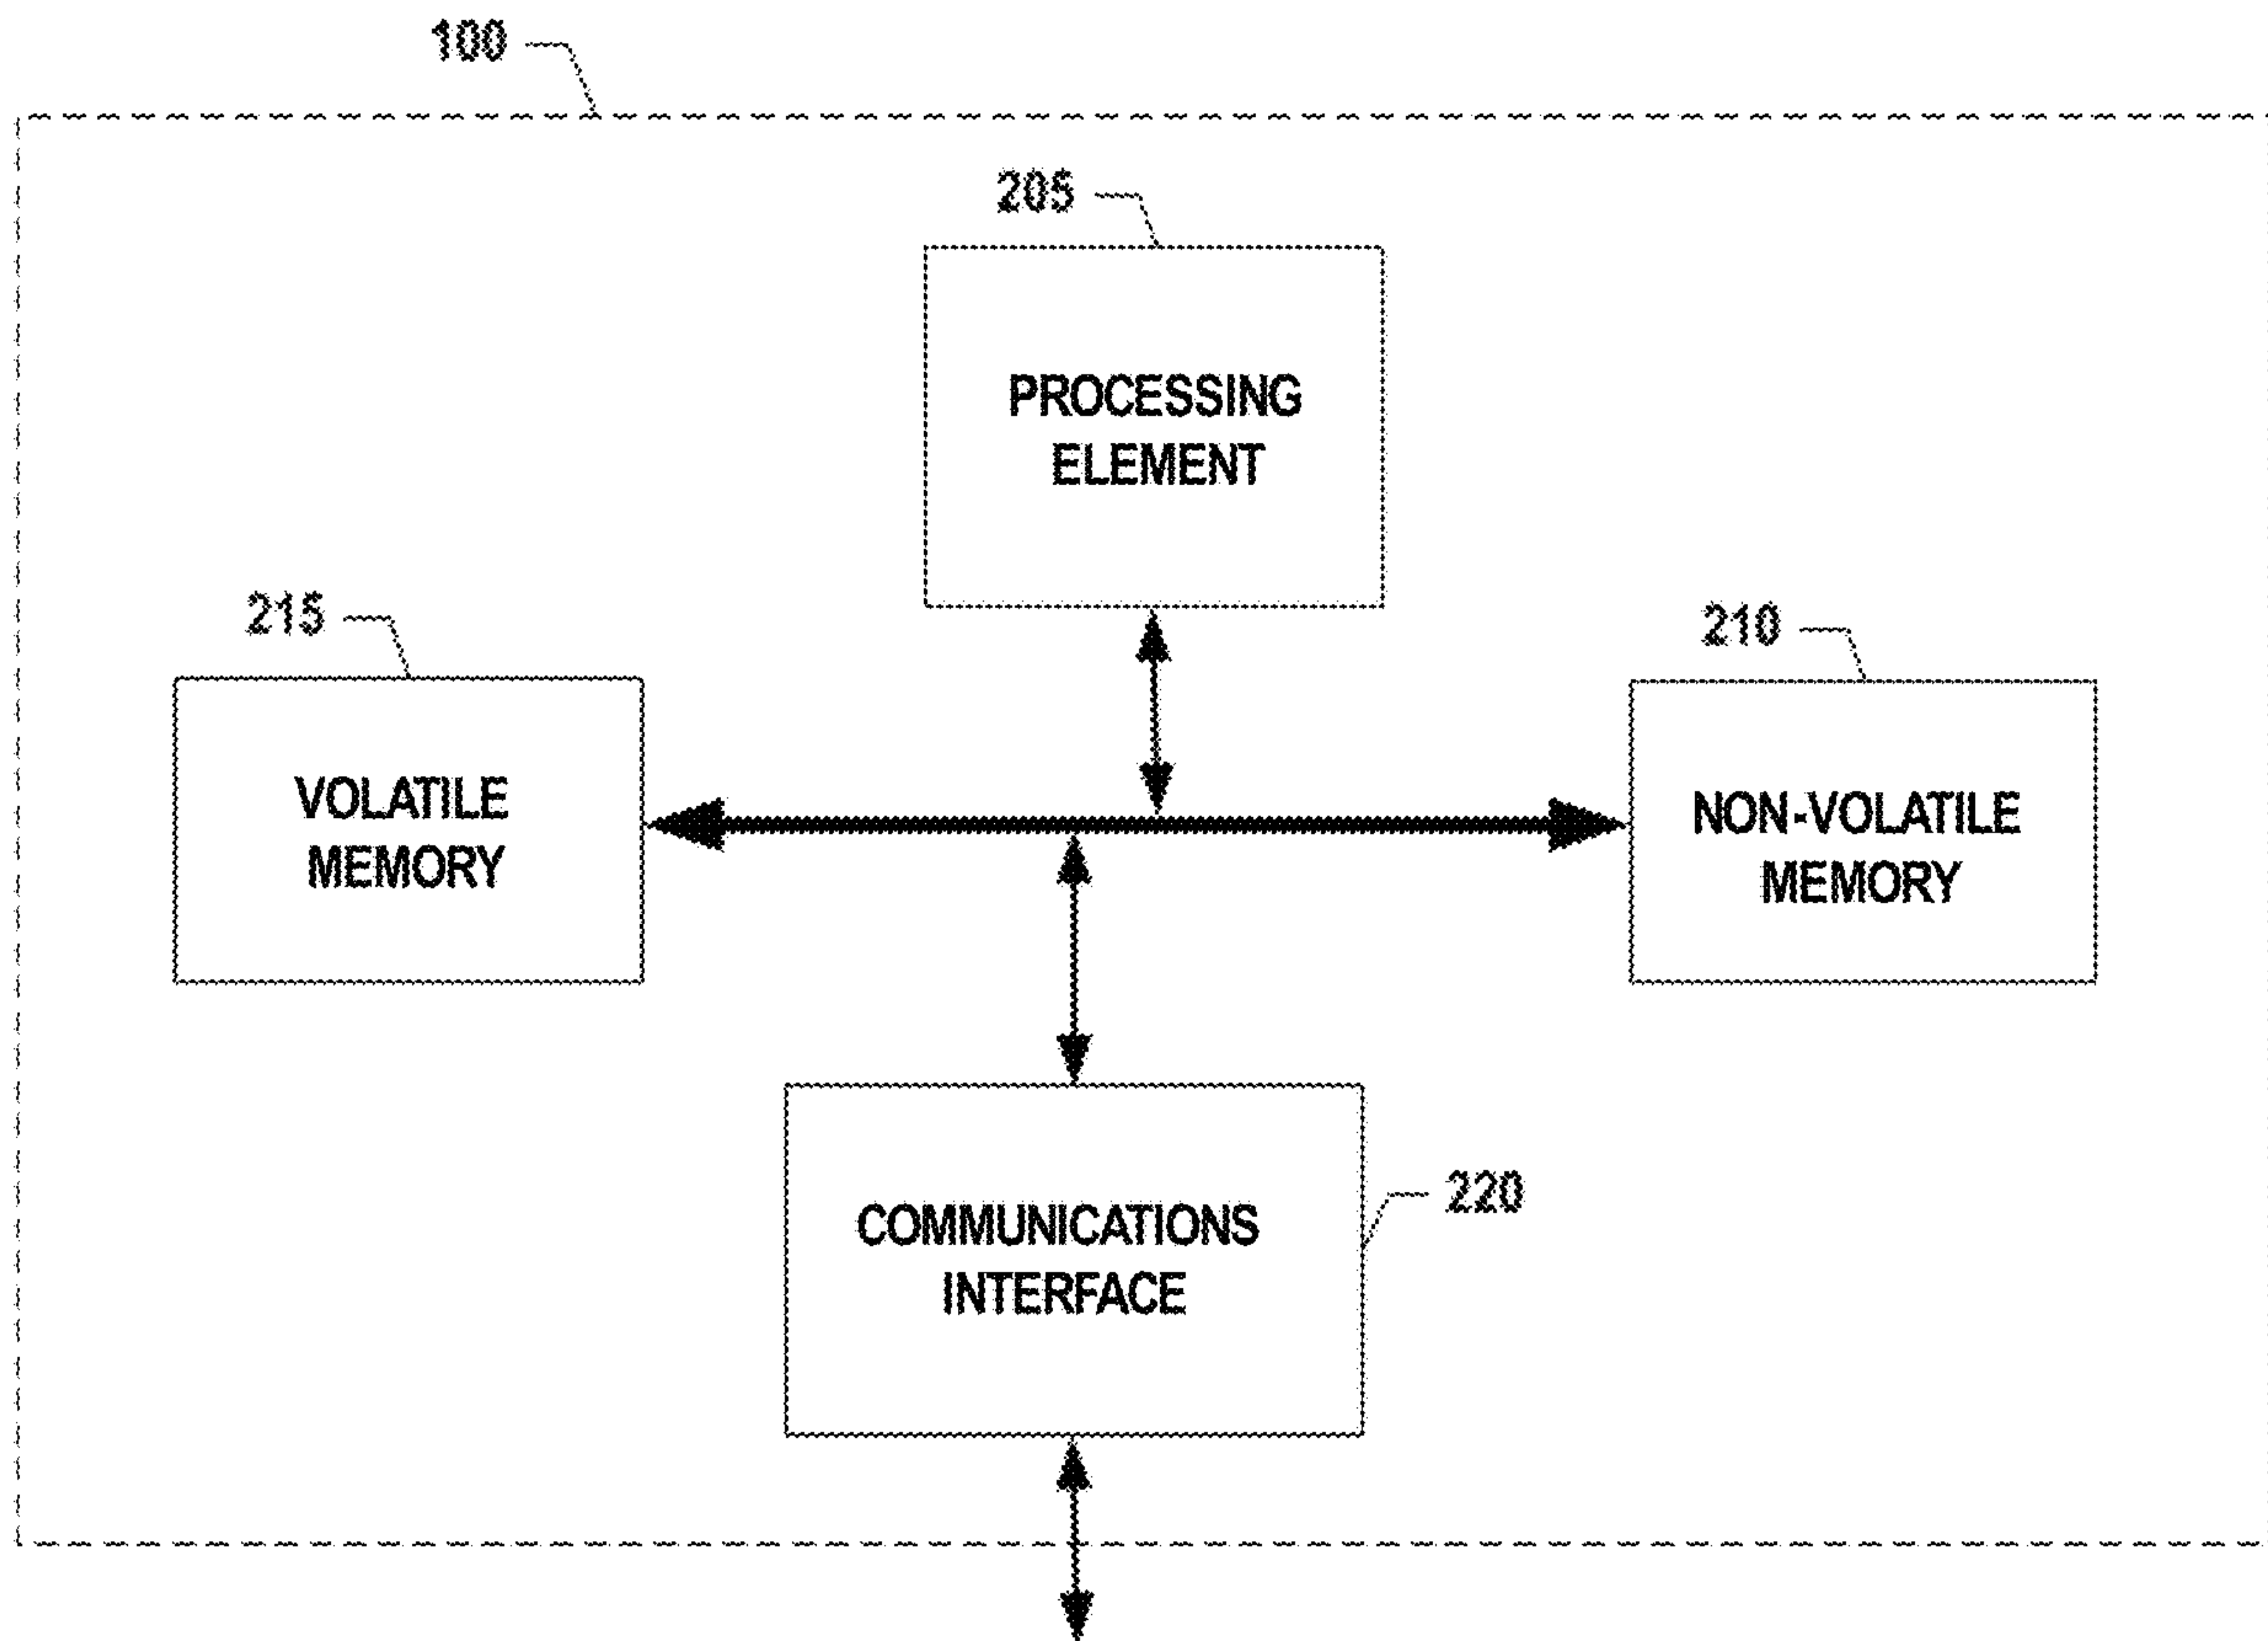 100
205
PROCESSING
ELEMENT
215
210
VOLATILE
MEMORY
NON-VOLATILE
MEMORY
220
COMMUNICATIONS
INTERFACE